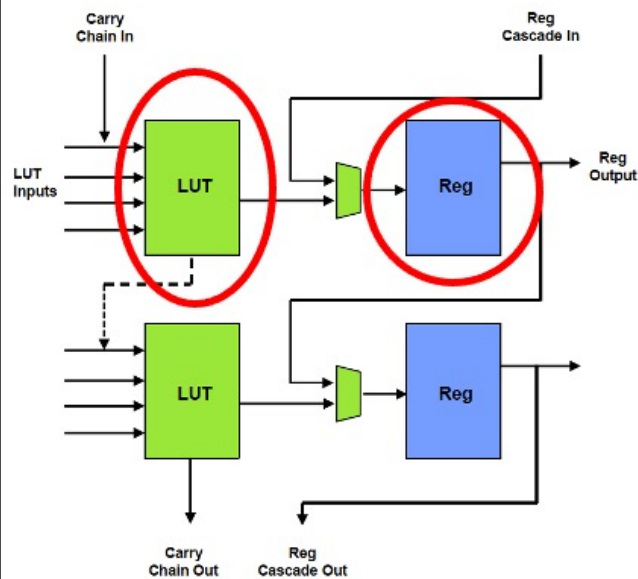 Carry
Chain In
Reg
Cascade In
LUT
Inputs
LUT
Reg
Reg
Output
LUT
Reg
Carry
Chain Out
Reg
Cascade Out